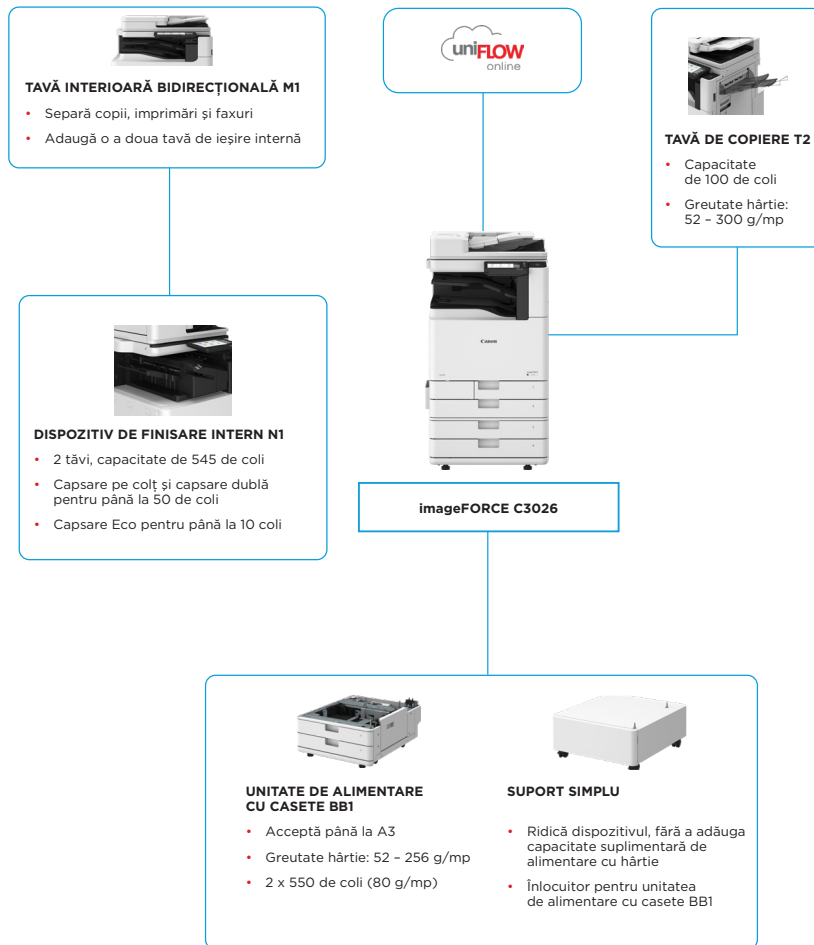 TAVĂ INTERIOARĂ BIDIRECȚIONALĂ M1
• Separă copii, imprimări și faxuri
• Adaugă o a doua tavă de ieșire internă
uniFLOW
online
TAVĂ DE COPIERE T2
• Capacitate
de 100 de coli
• Greutate hârtie:
52 – 300 g/mp
Canon
DISPOZITIV DE FINISARE INTERN N1
• 2 tăvi, capacitate de 545 de coli
• Capsare pe colț și capsare dublă
pentru până la 50 de coli
• Capsare Eco pentru până la 10 coli
imageFORCE C3026
UNITATE DE ALIMENTARE
CU CASETE BB1
• Acceptă până la A3
• Greutate hârtie: 52 – 256 g/mp
• 2 x 550 de coli (80 g/mp)
SUPORT SIMPLU
• Ridică dispozitivul, fără a adăuga
capacitate suplimentară de
alimentare cu hârtie
• Înlocuitor pentru unitatea
de alimentare cu casete BB1